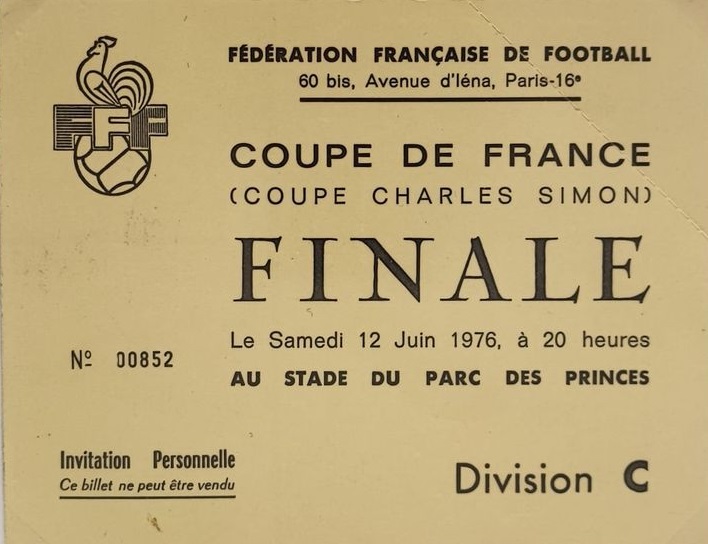 FFF
FÉDÉRATION FRANÇAISE DE FOOTBALL
60 bis, Avenue d'Iéna, Paris-16e
COUPE DE FRANCE
(COUPE CHARLES SIMON)
FINALE
Le Samedi 12 Juin 1976, à 20 heures
AU STADE DU PARC DES PRINCES
Nº 00852
Invitation Personnelle
Ce billet ne peut être vendu
Division C